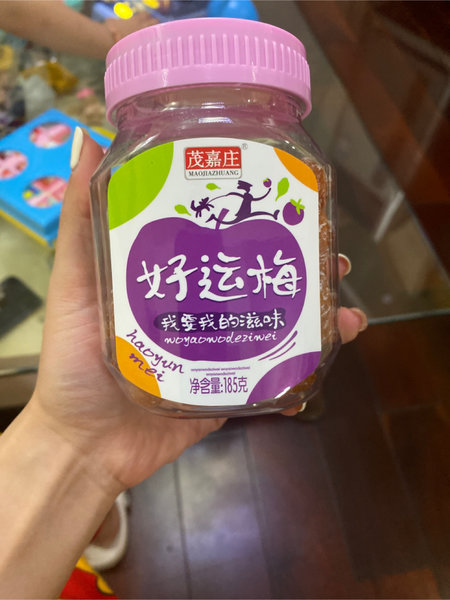 茂嘉庄®
MAOJIAZHUANG
好运梅
我要我的滋味
woyaowodeziwei
haoyun
mei
净含量:185克